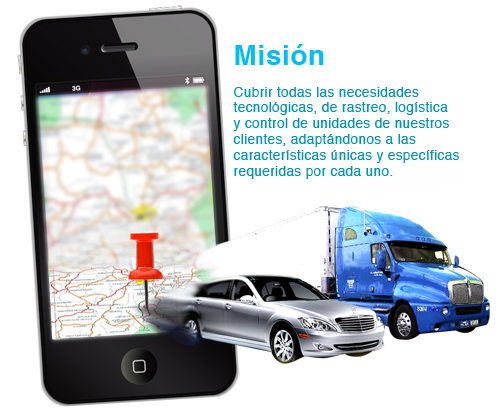 3G
Misión
Cubrir todas las necesidades
tecnológicas, de rastreo, logística
y control de unidades de nuestros
clientes, adaptándonos a las
características únicas y específicas
requeridas por cada uno.